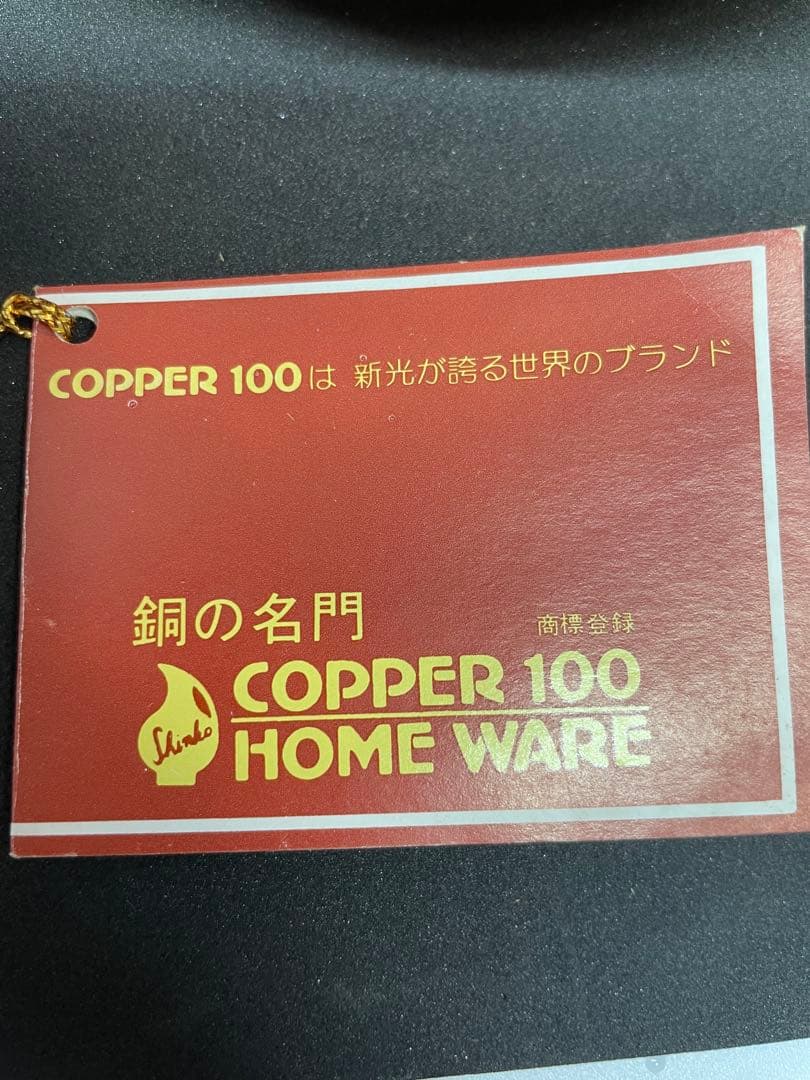 COPPER 100は 新光が誇る世界のブランド
銅の名門
商標登録
Shinko
COPPER 100
HOME WARE